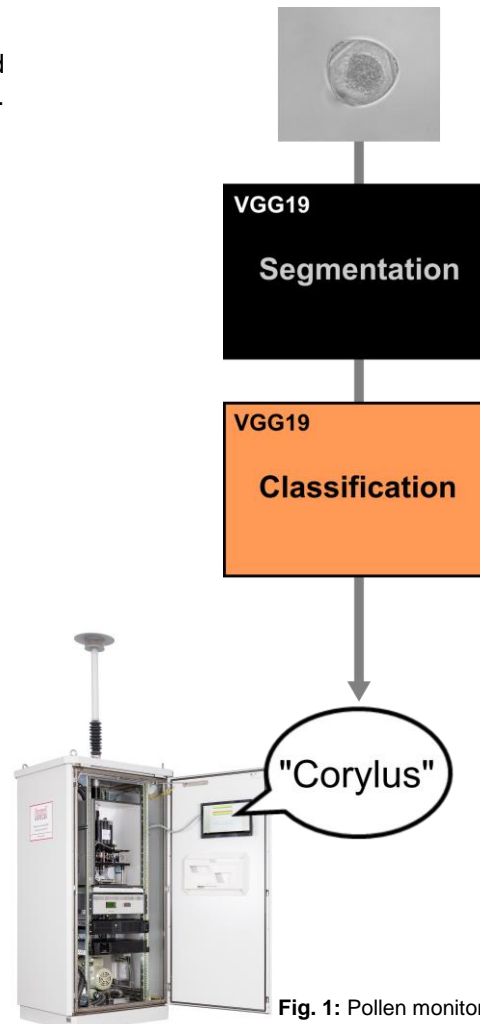 d
.
VGG19
Segmentation
VGG19
Classification
"Corylus"
Fig. 1: Pollen monitor